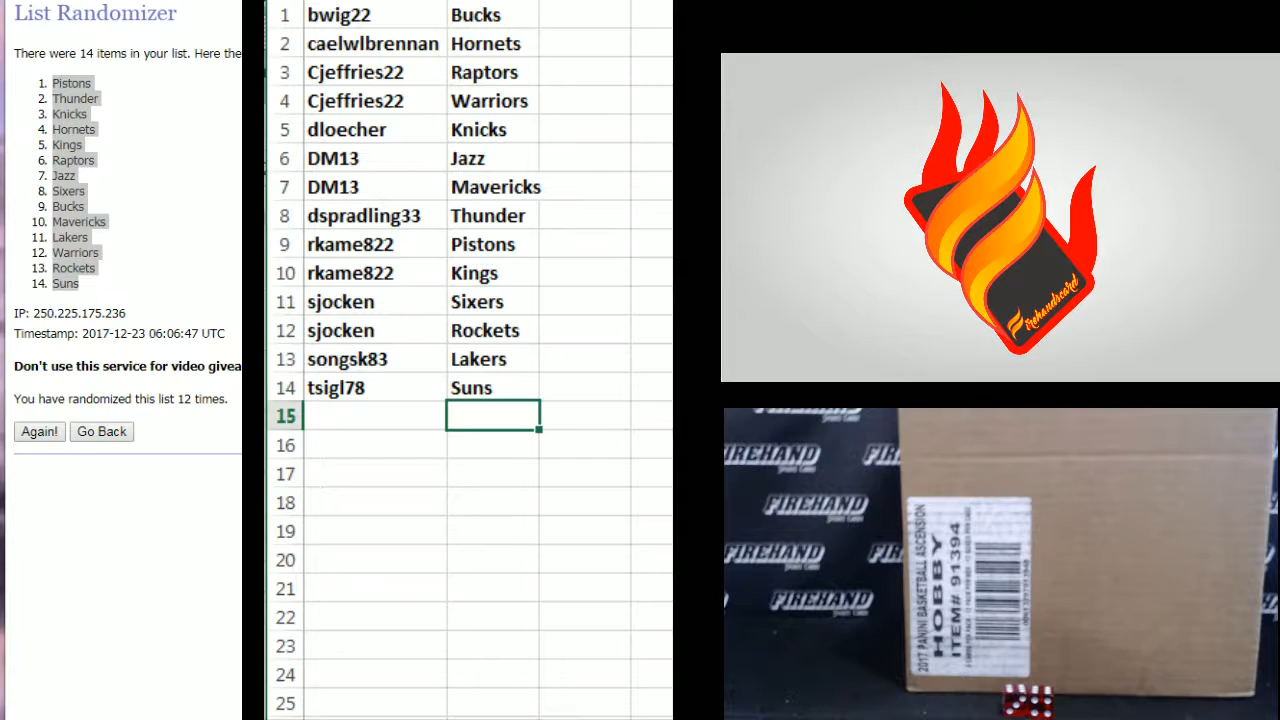 List Randomizer
There were 14 items in your list. Here the
1. Pistons
2. Thunder
3. Knicks
4. Hornets
5. Kings
6. Raptors
7. Jazz
8. Sixers
9. Bucks
10. Mavericks
11. Lakers
12. Warriors
13. Rockets
14. Suns
IP: 250.225.175.236
Timestamp: 2017-12-23 06:06:47 UTC
Don't use this service for video givea
You have randomized this list 12 times.
Again! Go Back
1 bwig22 Bucks
2 caelwlbrennan Hornets
3 Cjeffries22 Raptors
4 Cjeffries22 Warriors
5 dloecher Knicks
6 DM13 Jazz
7 DM13 Mavericks
8 dspradling33 Thunder
9 rkame822 Pistons
10 rkame822 Kings
11 sjocken Sixers
12 sjocken Rockets
13 songsk83 Lakers
14 tsigl78 Suns
15
16
17
18
19
20
21
22
23
24
25
firehandscard
FIREHAND
FIREHAND
FIREHAND
FIREHAND
2017 PANINI BASKETBALL ASCENSION
HOBBY
ITEM# 91394